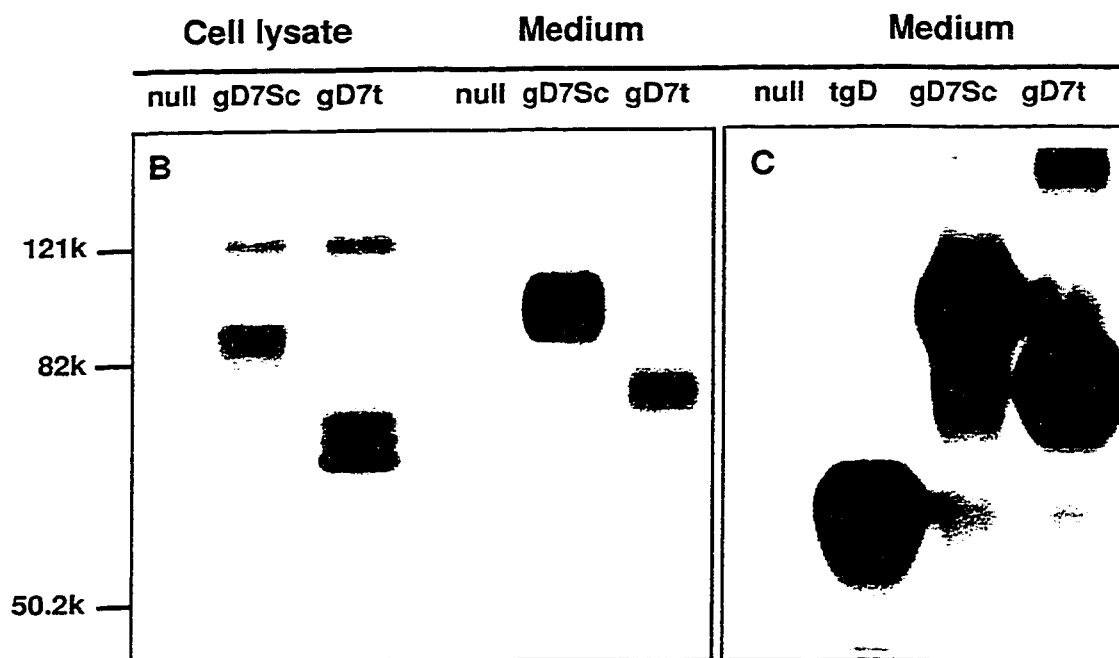 Cell lysate Medium Medium
null gD7Sc gD7t null gD7Sc gD7t null tgD gD7Sc gD7t
B C
121k
82k
50.2k